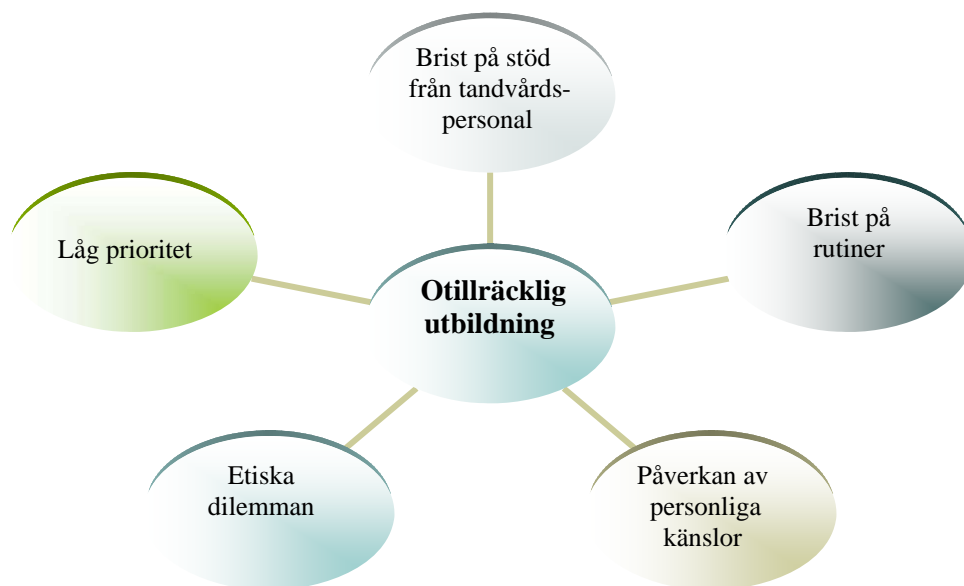 Brist på stöd
från tandvårds-
personal
Låg prioritet
Brist på
rutiner
Otillräcklig
utbildning
Etiska
dilemman
Påverkan av
personliga
känslor